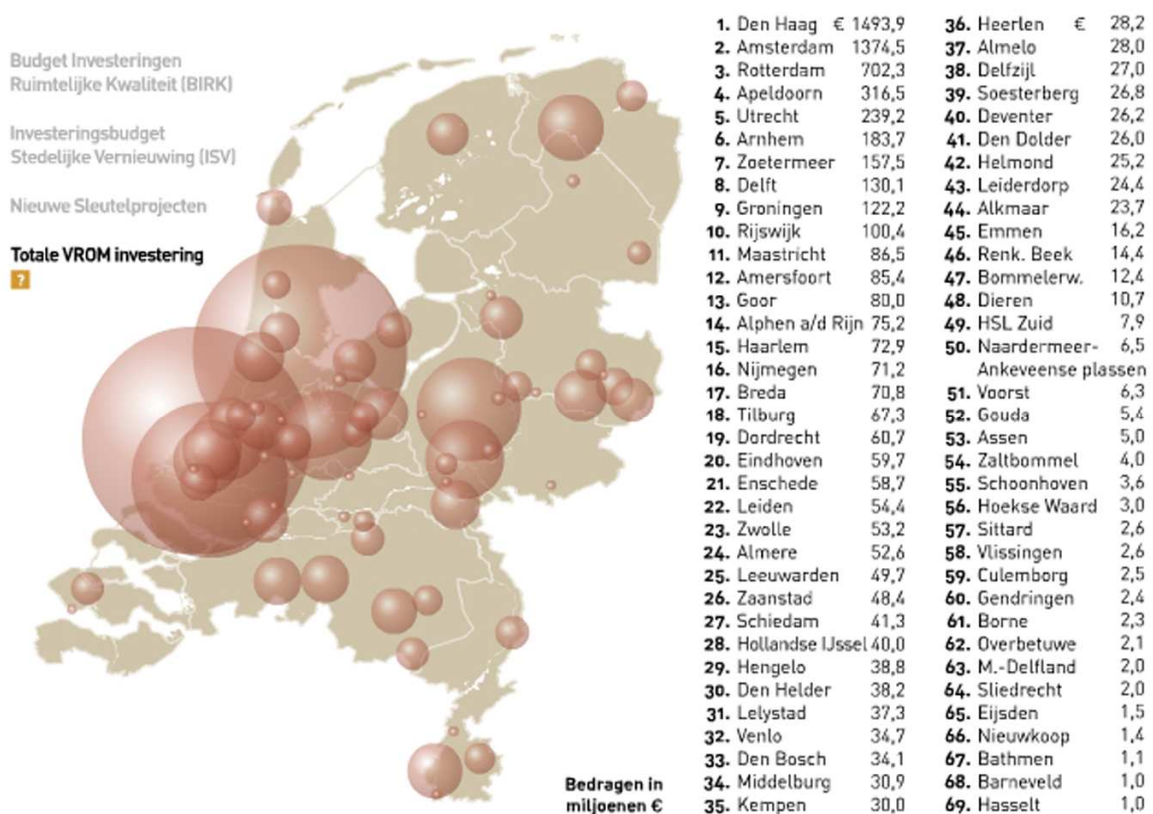 Budget Investeringen
Ruimtelijke Kwaliteit (BIRK)
Investeringsbudget
Stedelijke Vernieuwing (ISV)
Nieuwe Sleutelprojecten
Totale VROM investering
?
Bedragen in
miljoenen €
1. Den Haag € 1493,9
2. Amsterdam 1374,5
3. Rotterdam 702,3
4. Apeldoorn 316,5
5. Utrecht 239,2
6. Arnhem 183,7
7. Zoetermeer 157,5
8. Delft 130,1
9. Groningen 122,2
10. Rijswijk 100,4
11. Maastricht 86,5
12. Amersfoort 85,4
13. Goor 80,0
14. Alphen a/d Rijn 75,2
15. Haarlem 72,9
16. Nijmegen 71,2
17. Breda 70,8
18. Tilburg 67,3
19. Dordrecht 60,7
20. Eindhoven 59,7
21. Enschede 58,7
22. Leiden 54,4
23. Zwolle 53,2
24. Almere 52,6
25. Leeuwarden 49,7
26. Zaanstad 48,4
27. Schiedam 41,3
28. Hollandse IJssel 40,0
29. Hengelo 38,8
30. Den Helder 38,2
31. Lelystad 37,3
32. Venlo 34,7
33. Den Bosch 34,1
34. Middelburg 30,9
35. Kempen 30,0
36. Heerlen € 28,2
37. Almelo 28,0
38. Delfzijl 27,0
39. Soesterberg 26,8
40. Deventer 26,2
41. Den Dolder 26,0
42. Helmond 25,2
43. Leiderdorp 24,4
44. Alkmaar 23,7
45. Emmen 16,2
46. Renk. Beek 14,4
47. Bommelerw. 12,4
48. Dieren 10,7
49. HSL Zuid 7,9
50. Naardermeer- 6,5
Ankeveense plassen
51. Voorst 6,3
52. Gouda 5,4
53. Assen 5,0
54. Zaltbommel 4,0
55. Schoonhoven 3,6
56. Hoekse Waard 3,0
57. Sittard 2,6
58. Vlissingen 2,6
59. Culemborg 2,5
60. Gendringen 2,4
61. Borne 2,3
62. Overbetuwe 2,1
63. M.-Delfland 2,0
64. Sliedrecht 2,0
65. Eijsden 1,5
66. Nieuwkoop 1,4
67. Bathmen 1,1
68. Barneveld 1,0
69. Hasselt 1,0